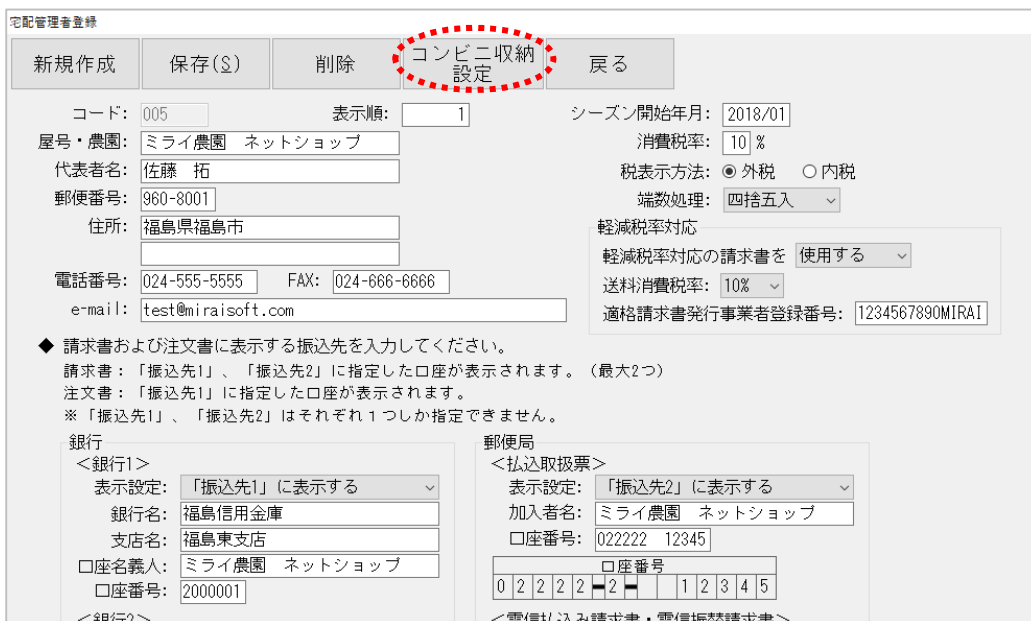 宅配管理者登録
新規作成
保存(S)
削除
コンビニ収納
設定
戻る
コード: 005
表示順: 1
屋号・農園: ミライ農園　ネットショップ
代表者名: 佐藤　拓
郵便番号: 960-8001
住所: 福島県福島市
電話番号: 024-555-5555 FAX: 024-666-6666
e-mail: test@miraisoft.com
シーズン開始年月: 2018/01
消費税率: 10 %
税表示方法: 外税 内税
端数処理: 四捨五入
軽減税率対応
軽減税率対応の請求書を 使用する
送料消費税率: 10%
適格請求書発行事業者登録番号: 1234567890MIRAI
◆ 請求書および注文書に表示する振込先を入力してください。
請求書：「振込先1」、「振込先2」に指定した口座が表示されます。（最大2つ）
注文書：「振込先1」に指定した口座が表示されます。
※「振込先1」、「振込先2」はそれぞれ１つしか指定できません。
銀行
＜銀行1＞
表示設定: 「振込先1」に表示する
銀行名: 福島信用金庫
支店名: 福島東支店
口座名義人: ミライ農園　ネットショップ
口座番号: 2000001
＜銀行2＞
郵便局
＜払込取扱票＞
表示設定: 「振込先2」に表示する
加入者名: ミライ農園　ネットショップ
口座番号: 022222 12345
口座番号
0 2 2 2 2 - 2 - 1 2 3 4 5
＜電信払込み請求書・電信振替請求書＞